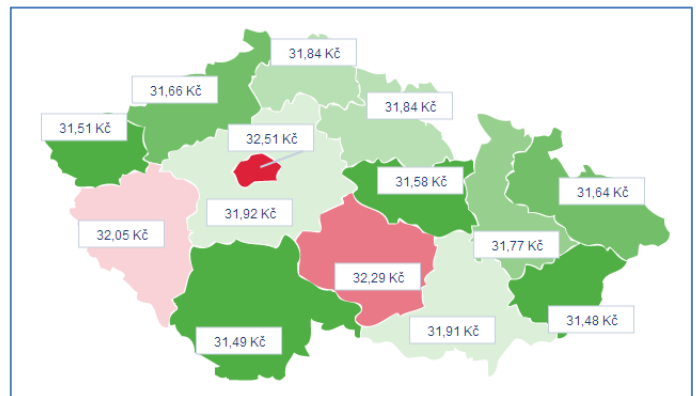 31,84 Kč
31,66 Kč
31,84 Kč
31,51 Kč
32,51 Kč
31,58 Kč
31,64 Kč
31,92 Kč
32,05 Kč
31,77 Kč
32,29 Kč
31,48 Kč
31,91 Kč
31,49 Kč